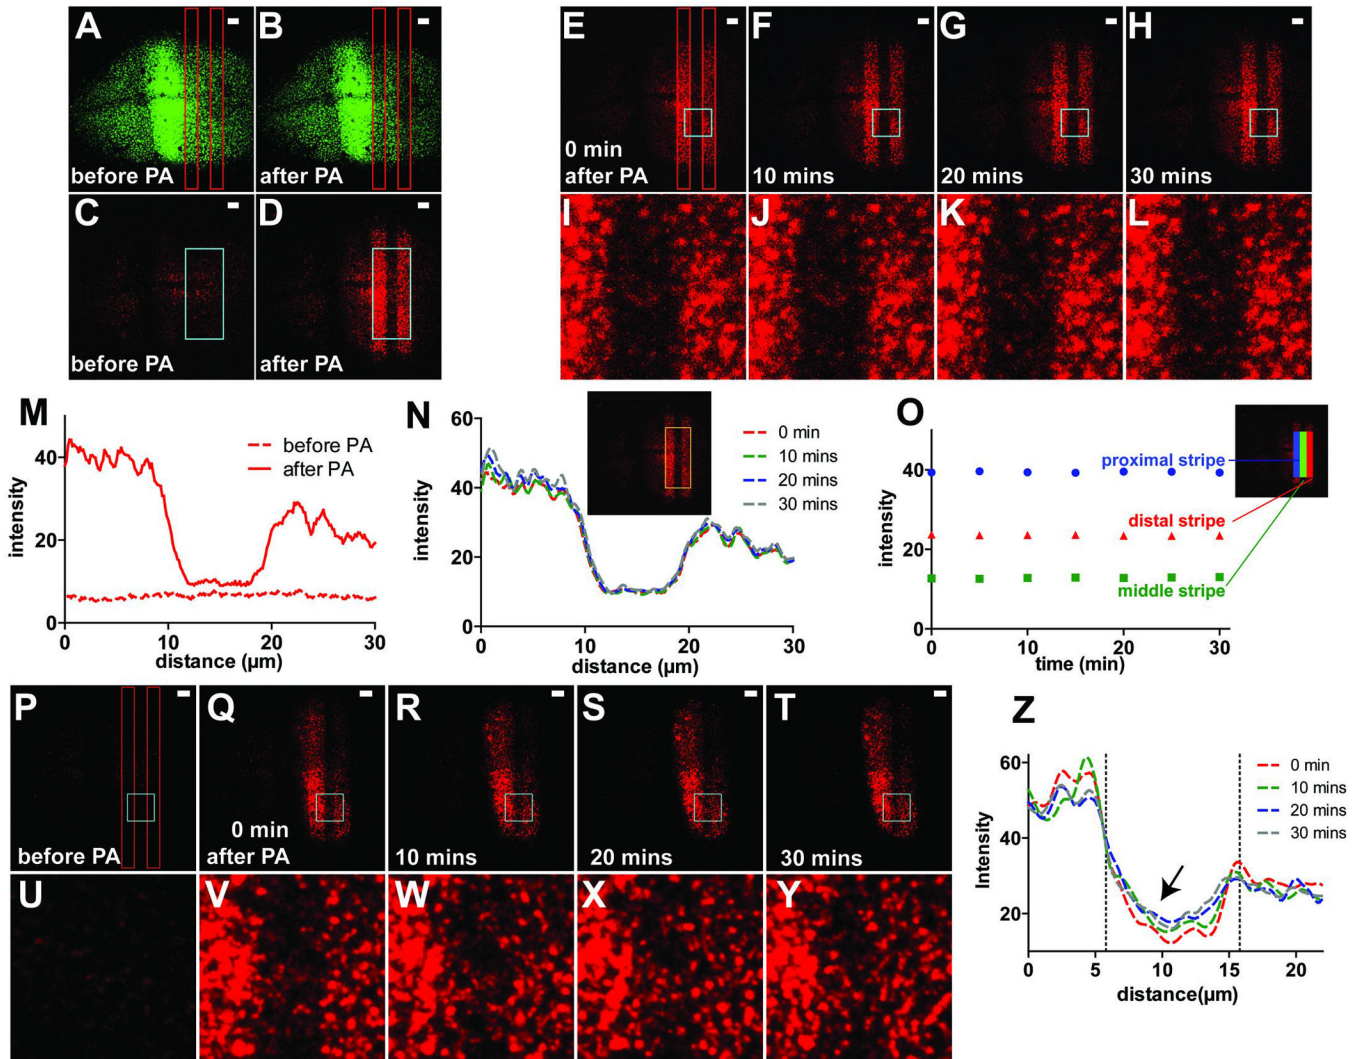 A
before PA
B
after PA
C
before PA
D
after PA
E
0 min
after PA
F
10 mins
G
20 mins
H
30 mins
I
J
K
L
M
before PA
after PA
40
20
0
intensity
0
10
20
30
distance (μm)
N
60
40
20
0
intensity
0 min
10 mins
20 mins
30 mins
0
10
20
30
distance (μm)
O
40
20
0
intensity
proximal stripe
distal stripe
middle stripe
0
10
20
30
time (min)
P
before PA
Q
0 min
after PA
R
10 mins
S
20 mins
T
30 mins
U
V
W
X
Y
Z
60
40
20
Intensity
0 min
10 mins
20 mins
30 mins
0
5
10
15
20
distance(μm)